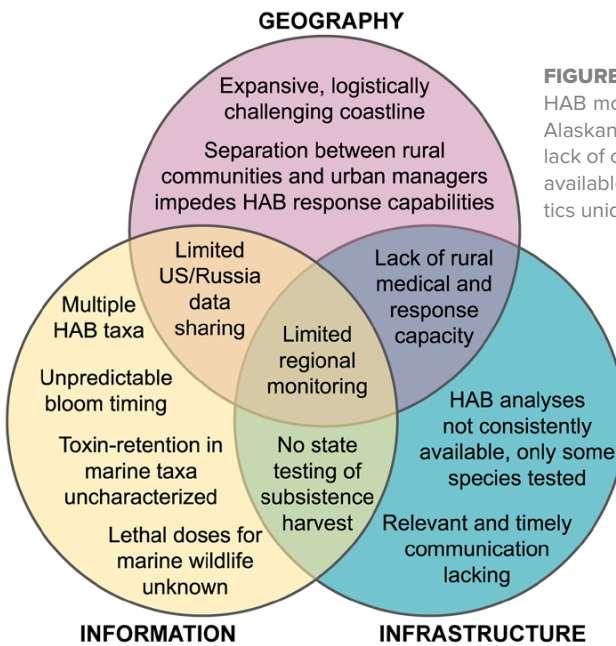 GEOGRAPHY
Expansive, logistically
challenging coastline
Separation between rural
communities and urban managers
impedes HAB response capabilities
FIGURE
HAB mo
Alaskan
lack of
available
tics
Limited
US/Russia
data
sharing
Lack of rural
medical and
response
capacity
Limited
regional
monitoring
Multiple
HAB taxa
Unpredictable
bloom timing
Toxin-retention in
marine taxa
uncharacterized
Lethal doses for
marine wildlife
unknown
No state
testing of
subsistence
harvest
HAB analyses
not consistently
available, only some
species tested
Relevant and timely
communication
lacking
INFORMATION
INFRASTRUCTURE